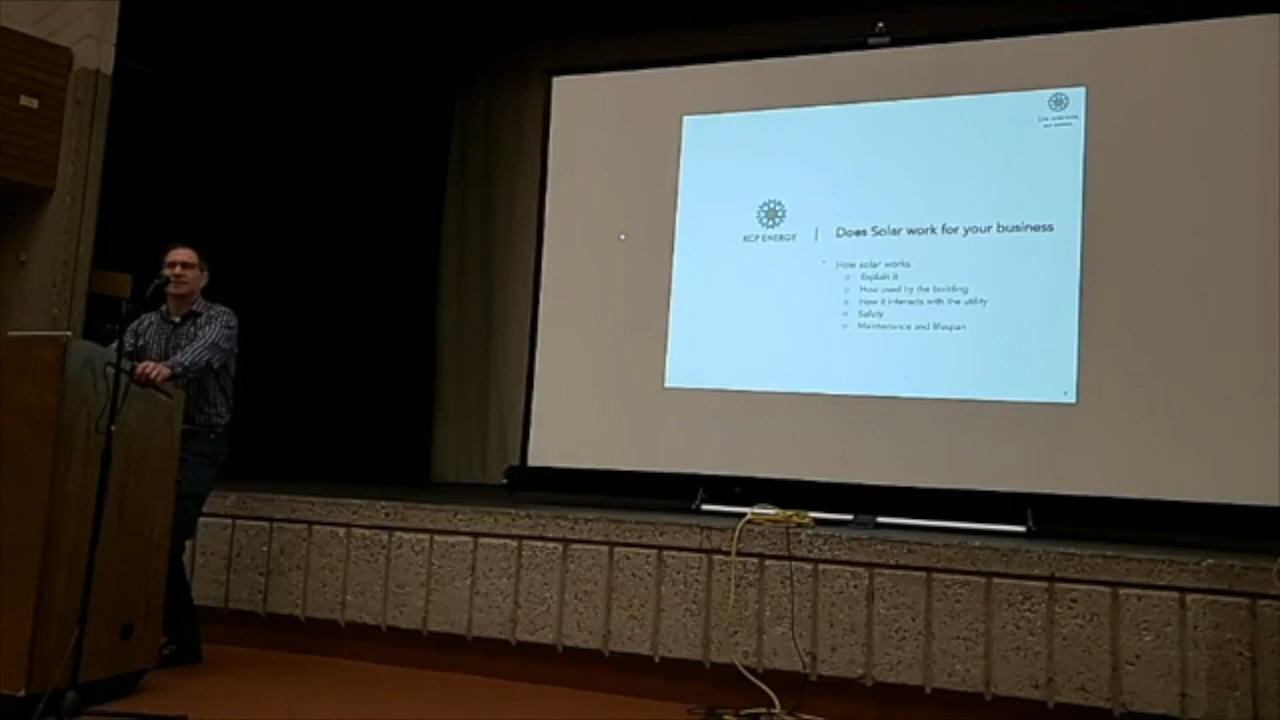 KCP ENERGY
Does Solar work for your business
How solar works
Explain it
How used by the building
How it interacts with the utility
Safety
Maintenance and lifespan